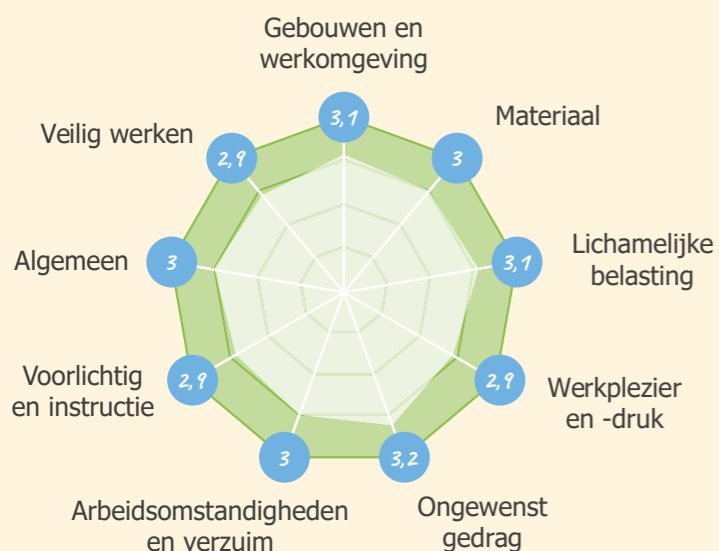 Gebouwen en
werkomgeving
3,1
Materiaal
3
Lichamelijke
belasting
3,1
Werkplezier
en -druk
2,9
Ongewenst
gedrag
3,2
Arbeidsomstandigheden
en verzuim
3
Voorlichtig
en instructie
2,9
Algemeen
3
Veilig werken
2,9